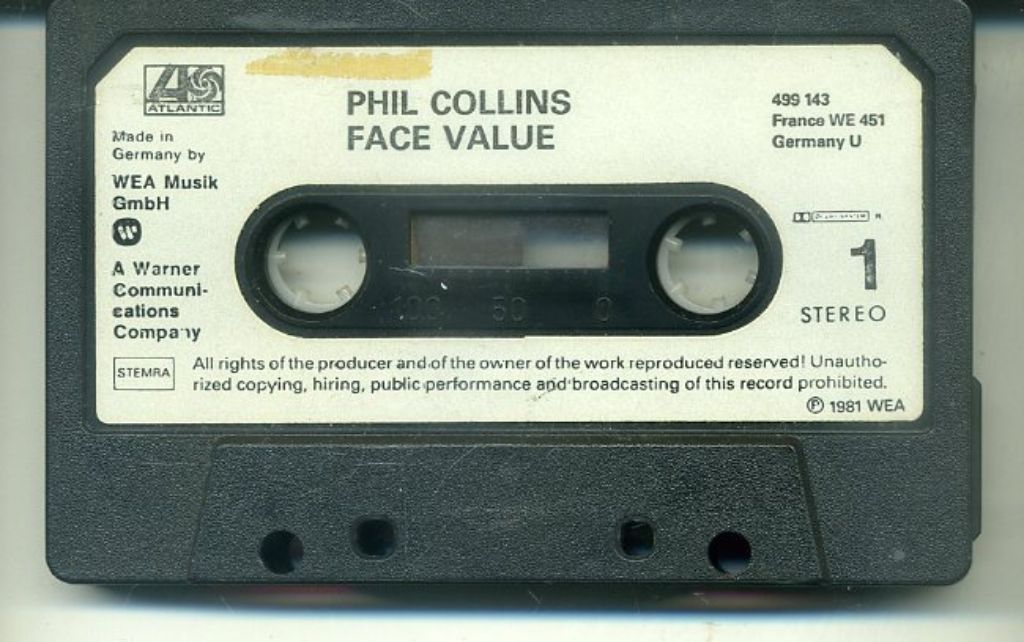 ATLANTIC
PHIL COLLINS
FACE VALUE
499 143
France WE 451
Germany U
Made in
Germany by
WEA Musik
GmbH
A Warner
Communi-
cations
Company
100 50 0
1
STEREO
STEMRA
All rights of the producer and of the owner of the work reproduced reserved! Unautho-
rized copying, hiring, public performance and broadcasting of this record prohibited.
Ⓟ 1981 WEA